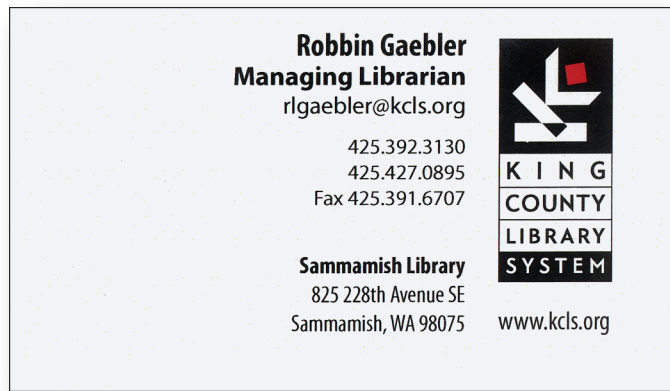 Robbin Gaebler
Managing Librarian
rlgaebler@kcls.org
425.392.3130
425.427.0895
Fax 425.391.6707
Sammamish Library
825 228th Avenue SE
Sammamish, WA 98075
KING
COUNTY
LIBRARY
SYSTEM
www.kcls.org